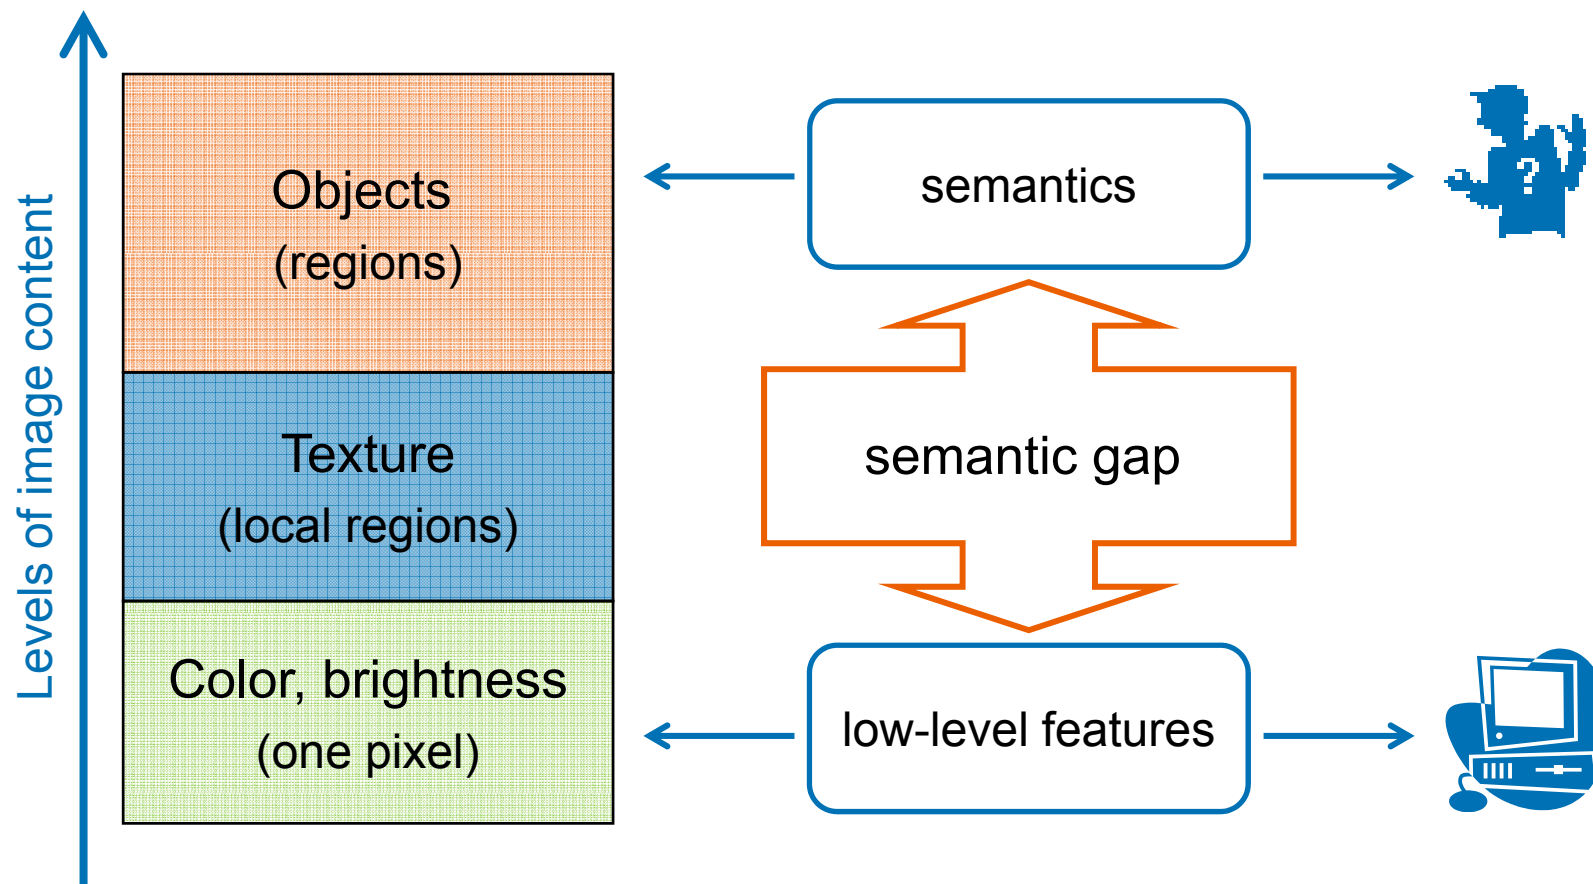 Levels of image content
Objects
(regions)
Texture
(local regions)
Color, brightness
(one pixel)
semantics
semantic gap
low-level features
?